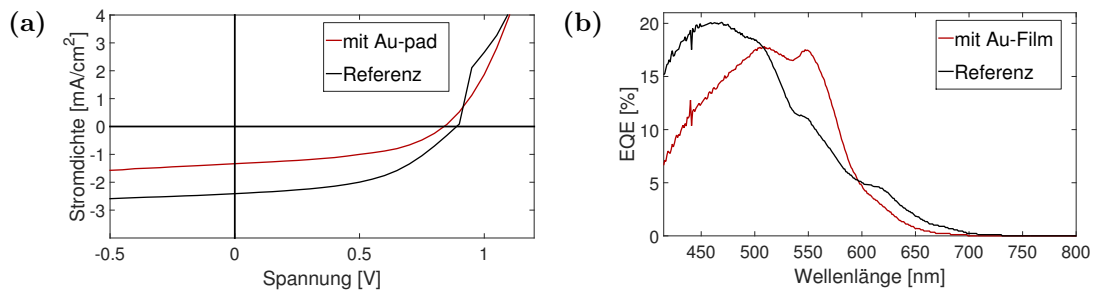 (a)
Stromdichte [mA/cm²]
4
3
2
1
0
-1
-2
-3
-0.5
0
0.5
1
Spannung [V]
mit Au-pad
Referenz
(b)
EQE [%]
20
15
10
5
0
450
500
550
600
650
700
750
800
Wellenlänge [nm]
mit Au-Film
Referenz